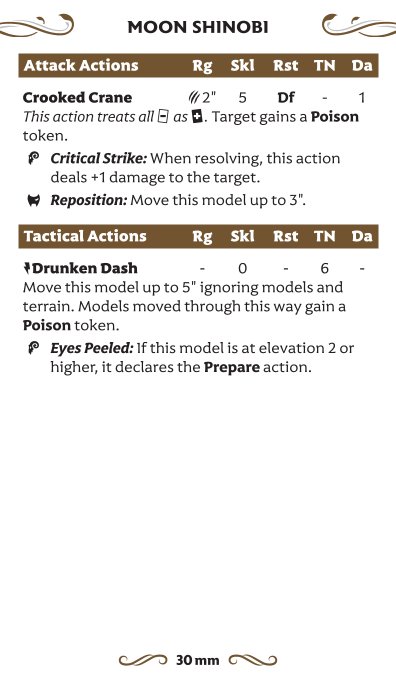 MOON SHINOBI
Attack Actions Rg Skl Rst TN Da
Crooked Crane 2" 5 Df - 1
This action treats all - as +. Target gains a Poison
token.
Critical Strike: When resolving, this action
deals +1 damage to the target.
Reposition: Move this model up to 3".
Tactical Actions Rg Skl Rst TN Da
Drunken Dash - 0 - 6 -
Move this model up to 5" ignoring models and
terrain. Models moved through this way gain a
Poison token.
Eyes Peeled: If this model is at elevation 2 or
higher, it declares the Prepare action.
30 mm